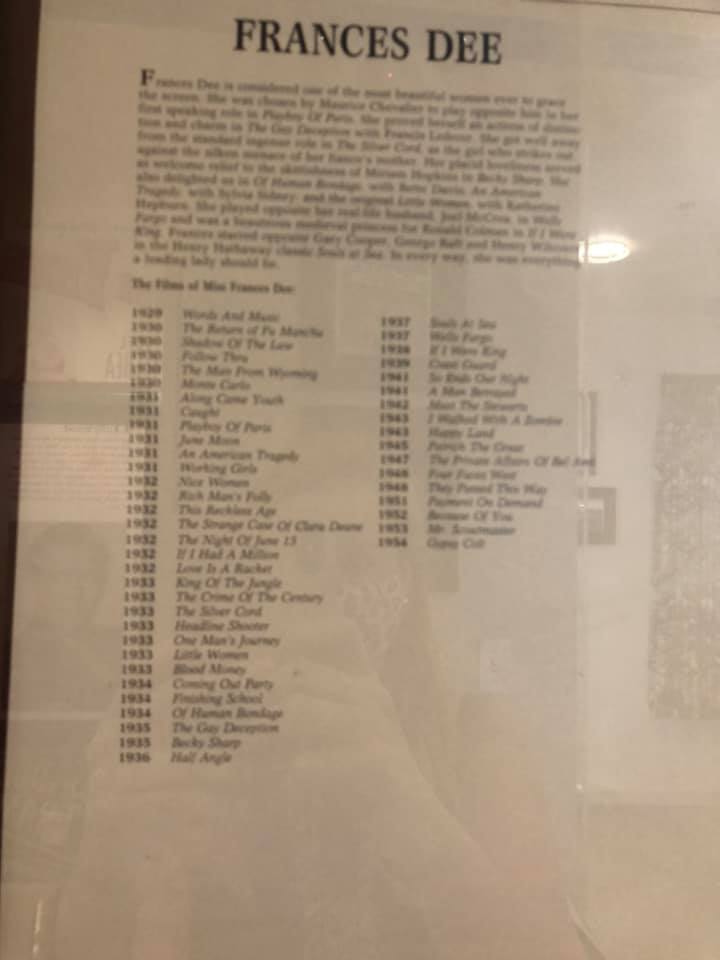 FRANCES DEE
Frances Dee is considered one of the most beautiful women ever to grace
the screen. She was chosen by Maurice Chevalier to play opposite him in her
first speaking role in Playboy Of Paris. She proved herself an actress of distinc-
tion and charm in The Gay Deception with Francis Lederer. She got well away
from the standard ingenue role in The Silver Cord, as the girl who strikes out
against the silken menace of her fiance's mother. Her placid loveliness served
as welcome relief to the skittishness of Miriam Hopkins in Becky Sharp. She
also delighted us in Of Human Bondage, with Bette Davis, An American
Tragedy, with Sylvia Sidney, and the original Little Women, with Katherine
Hepburn. She played opposite her real-life husband, Joel McCrea, in Wells
Fargo and was a beauteous medieval princess for Ronald Colman in If I Were
King. Frances starred opposite Gary Cooper, George Raft and Henry Wilcoxon
in the Henry Hathaway classic Souls at Sea. In every way, she was everything
a leading lady should be.
The Films of Miss Frances Dee:
1929 Words And Music
1930 The Return of Fu Manchu
1930 Shadow Of The Law
1930 Follow Thru
1930 The Man From Wyoming
1930 Monte Carlo
1931 Along Came Youth
1931 Caught
1931 Playboy Of Paris
1931 June Moon
1931 An American Tragedy
1931 Working Girls
1932 Nice Women
1932 Rich Man's Folly
1932 This Reckless Age
1932 The Strange Case Of Clara Deane
1932 The Night Of June 13
1932 If I Had A Million
1932 Love Is A Racket
1933 King Of The Jungle
1933 The Crime Of The Century
1933 The Silver Cord
1933 Headline Shooter
1933 One Man's Journey
1933 Little Women
1933 Blood Money
1934 Coming Out Party
1934 Finishing School
1934 Of Human Bondage
1935 The Gay Deception
1935 Becky Sharp
1936 Half Angle
1937 Souls At Sea
1937 Wells Fargo
1938 If I Were King
1939 Coast Guard
1941 So Ends Our Night
1941 A Man Betrayed
1942 Meet The Stewarts
1943 I Walked With A Zombie
1943 Happy Land
1945 Patrick The Great
1947 The Private Affairs Of Bel Ami
1948 Four Faces West
1948 They Passed This Way
1951 Payment On Demand
1952 Because Of You
1953 Mr. Scoutmaster
1954 Gypsy Colt